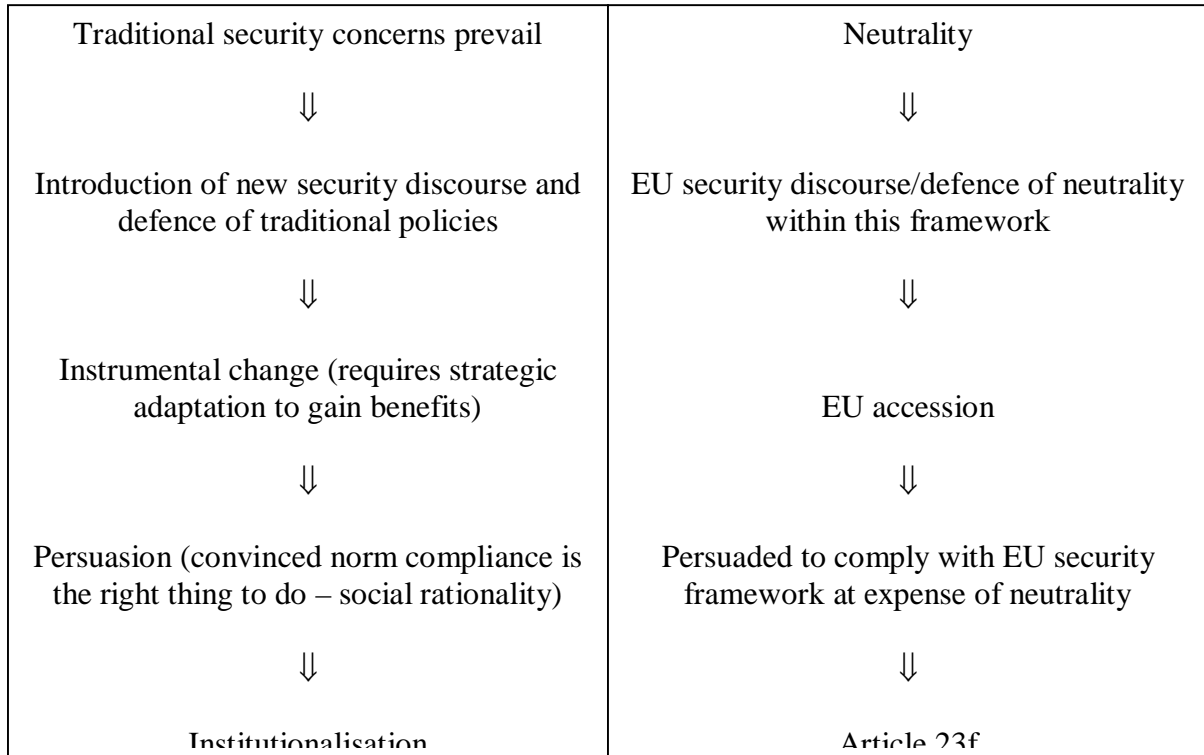 Traditional security concerns prevail
⇓
Introduction of new security discourse and
defence of traditional policies
⇓
Instrumental change (requires strategic
adaptation to gain benefits)
⇓
Persuasion (convinced norm compliance is
the right thing to do – social rationality)
⇓
Institutionalisation
Neutrality
⇓
EU security discourse/defence of neutrality
within this framework
⇓
EU accession
⇓
Persuaded to comply with EU security
framework at expense of neutrality
⇓
Article 23f